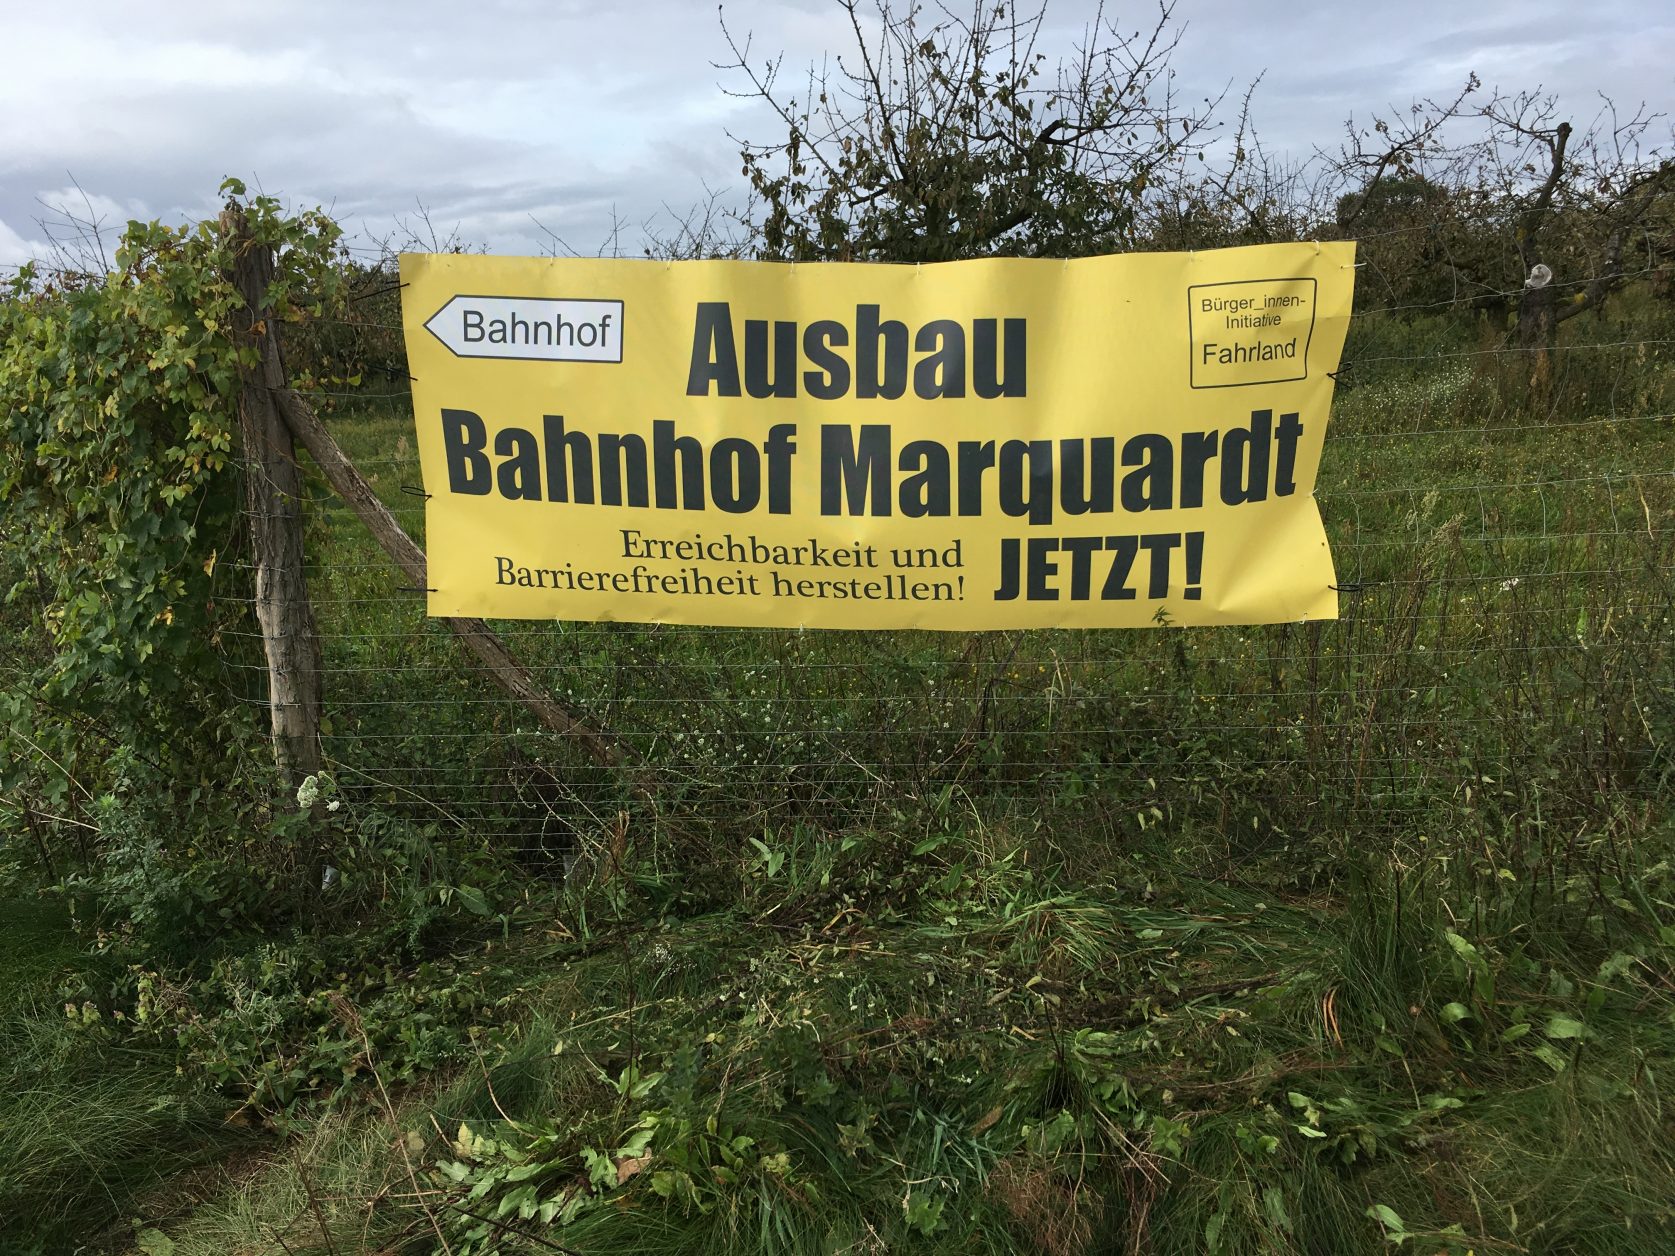 Bahnhof
Ausbau
Bürger_innen-
Initiative
Fahrland
Bahnhof Marquardt
Erreichbarkeit und
Barrierefreiheit herstellen!
JETZT!